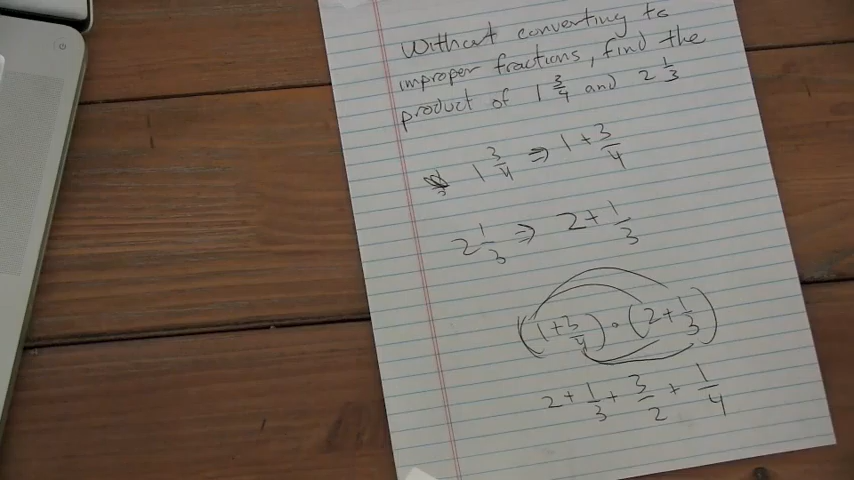 Without converting to
improper fractions, find the
product of 1 3/4 and 2 1/3
1 3/4 ⇒ 1 + 3/4
2 1/3 ⇒ 2 + 1/3
(1 + 3/4) • (2 + 1/3)
2 + 1/3 + 3/2 + 1/4